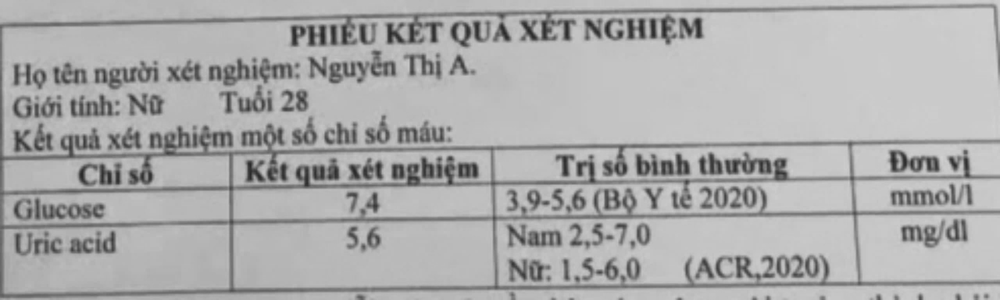 PHIẾU KẾT QUẢ XÉT NGHIỆM
Họ tên người xét nghiệm: Nguyễn Thị A.
Giới tính: Nữ Tuổi 28
Kết quả xét nghiệm một số chỉ số máu:
Chỉ số Kết quả xét nghiệm Trị số bình thường Đơn vị
Glucose 7,4 3,9-5,6 (Bộ Y tế 2020) mmol/l
Uric acid 5,6 Nam 2,5-7,0 mg/dl
Nữ: 1,5-6,0 (ACR,2020)